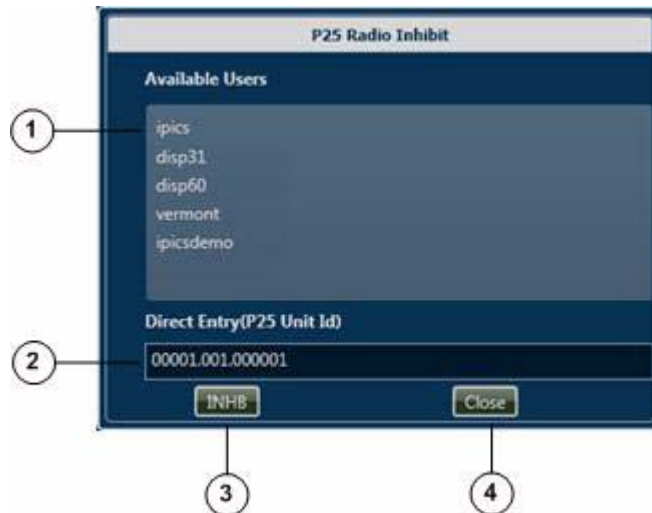 P25 Radio Inhibit
Available Users
1
ipics
disp31
disp60
vermont
ipicsdemo
Direct Entry(P25 Unit Id)
2
00001.001.000001
INHB
Close
3
4